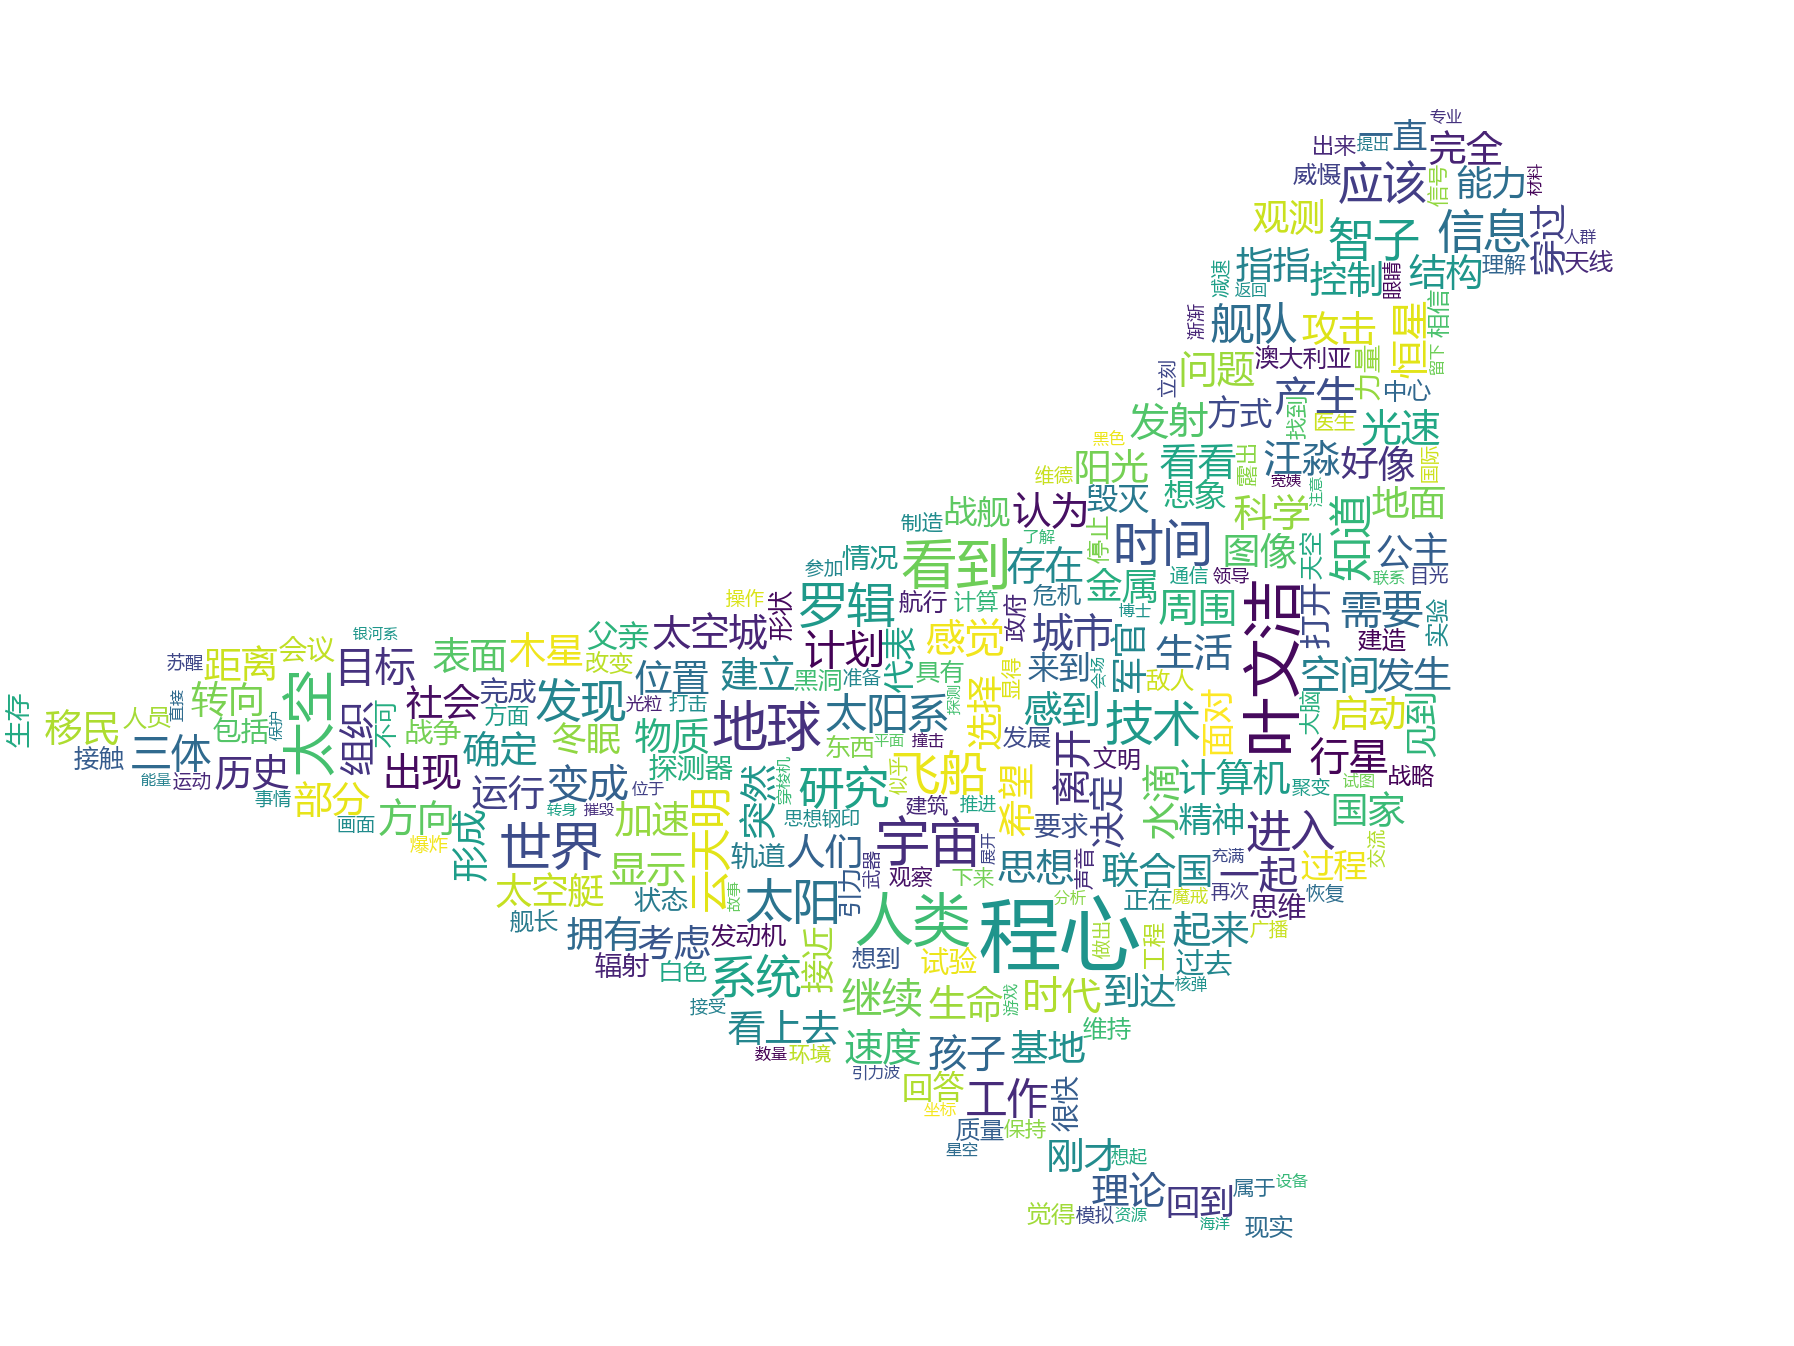 专业
出来 提出 一直 完全
威慑 应该 信号 能力 材料
观测 智子 信息 穿过 人群
减速 指指 返回 控制 眼睛 结构 理解 天线
渐渐 舰队 攻击 恒星 相信
立刻 问题 澳大利亚 力量 留下
发射 方式 产生 中心
黑色 找到 医生 光速
维德 阳光 看看 露出 汪淼 好像 国际
宽姨 注意
制造 战舰 认为 毁灭 想象 科学 知道 地面
参加 情况 看到 了解 存在 停止 时间 图像 天空 公主
操作 形状 罗辑 航行 计算 政府 危机 金属 通信 领导 联系 目光
银河系 父亲 太空城 计划 代表 感觉 城市 博士 军官 周围 叶文洁 打开 需要 实验
苏醒 距离 会议 目标 表面 木星 改变 位置 建立 黑洞 准备 具有 显得 来到 会场 敌人 生活 建造 空间 发生
生存 移民 人员 直接 转向 包括 保护 太空 组织 不可 社会 完成 方面 发现 光粒 打击 地球 太阳系 探测 选择 感到 技术 面对 大脑 启动 见到
接触 三体 历史 战争 确定 冬眠 物质 东西 平面 撞击 发展 离开 文明 行星 战略
能量 运动 事情 部分 出现 运行 变成 位于 探测器 突然 穿梭机 研究 似乎 飞船 希望 决定 水滴 计算机 聚变 试图
画面 方向 形成 转身 摧毁 加速 云天明 思想钢印 建筑 推进 要求 精神 进入 国家
爆炸 世界 显示 轨道 人们 引力 武器 宇宙 展开 思想 声音 联合国 充满 一起 过程 交流
太空艇 状态 故事 太阳 观察 下来 分析 正在 魔戒 再次 思维 恢复
舰长 拥有 考虑 发动机 人类 程心 做出 工程 起来 广播
辐射 白色 系统 接近 想到 试验 过去
接受 继续 生命 游戏 时代 到达 核弹
看上去 维持
数量 环境 速度 孩子 基地
引力波 回答 工作 很快
坐标
质量 保持
星空 刚才 想起
理论 回到 属于 设备
觉得 模拟 资源 海洋 现实